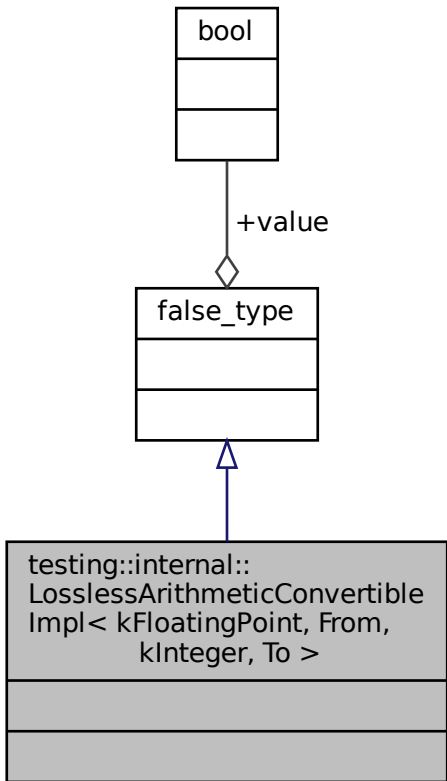 bool
+value
false_type
testing::internal::
LosslessArithmeticConvertible
Impl< kFloatingPoint, From,
kInteger, To >